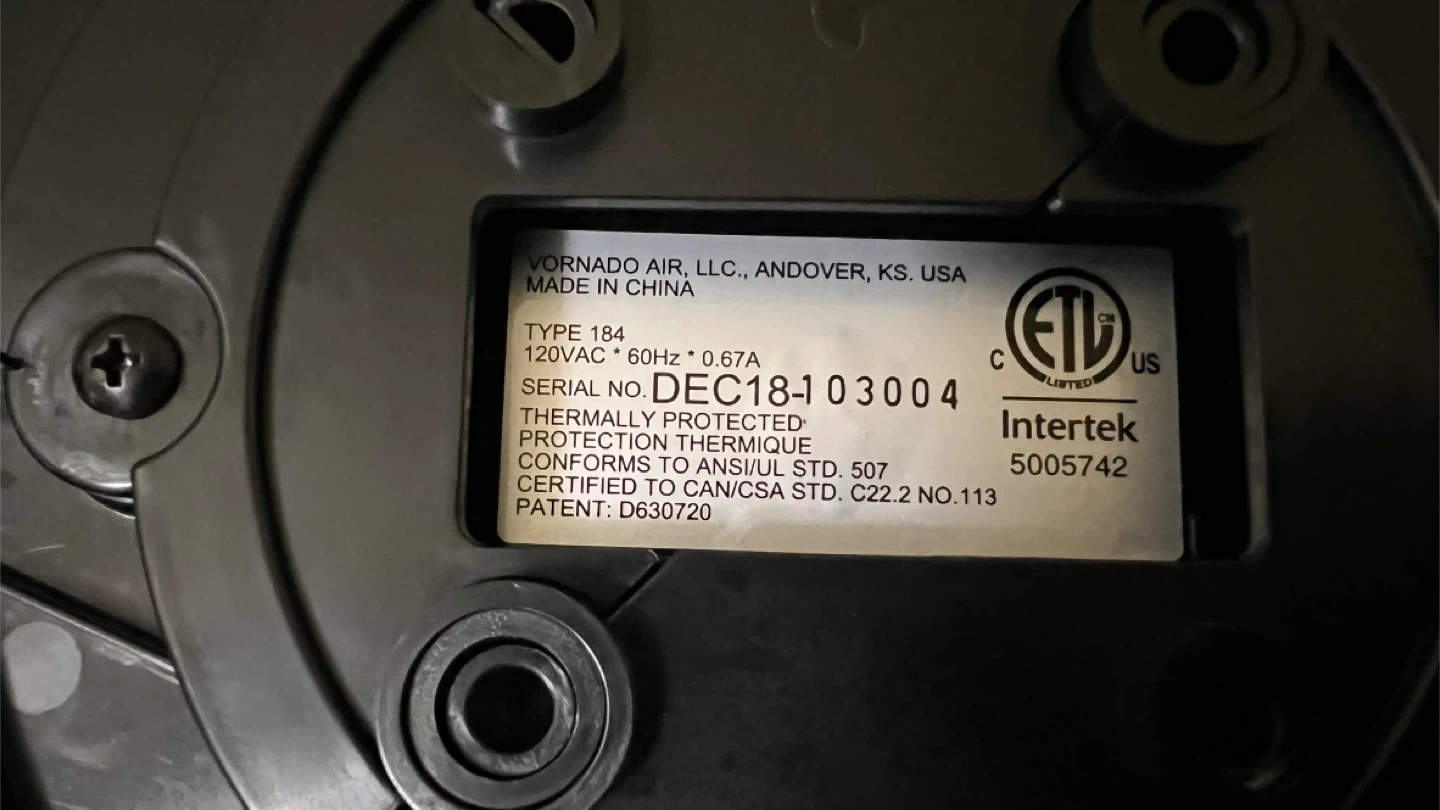 VORNADO AIR, LLC., ANDOVER, KS. USA
MADE IN CHINA
TYPE 184
120VAC * 60Hz * 0.67A
SERIAL NO. DEC18-103004
THERMALLY PROTECTED
PROTECTION THERMIQUE
CONFORMS TO ANSI/UL STD. 507
CERTIFIED TO CAN/CSA STD. C22.2 NO.113
PATENT: D630720
ETL CM
C US
LISTED
Intertek
5005742